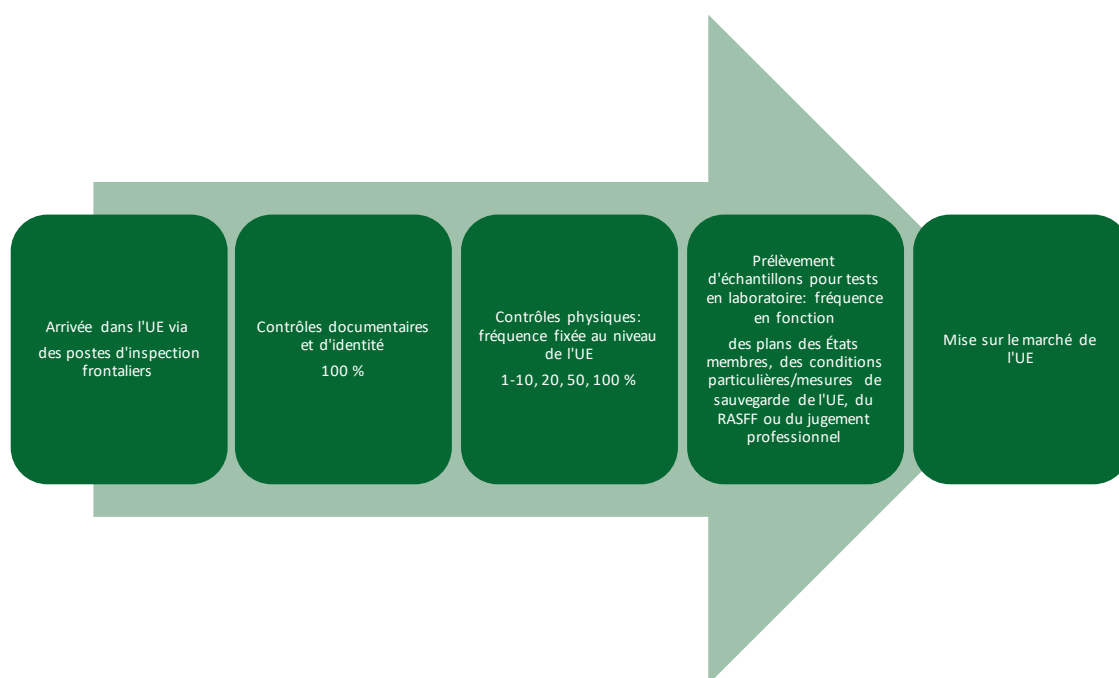 Arrivée dans l'UE via
des postes d'inspection
frontaliers
Contrôles documentaires
et d'identité
100 %
Contrôles physiques:
fréquence fixée au niveau
de l'UE
1-10, 20, 50, 100 %
Prélèvement
d'échantillons pour tests
en laboratoire: fréquence
en fonction
des plans des États
membres, des conditions
particulières/mesures de
sauvegarde de l'UE, du
RASFF ou du jugement
professionnel
Mise sur le marché de
l'UE